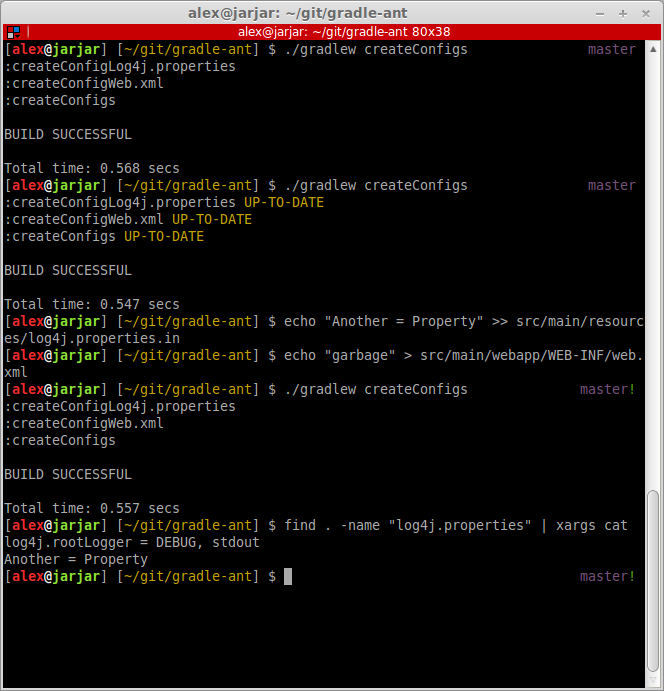 alex@jarjar: ~/git/gradle-ant
alex@jarjar: ~/git/gradle-ant 80x38
[alex@jarjar] [~/git/gradle-ant] $ ./gradlew createConfigs master
:createConfigLog4j.properties
:createConfigWeb.xml
:createConfigs
BUILD SUCCESSFUL
Total time: 0.568 secs
[alex@jarjar] [~/git/gradle-ant] $ ./gradlew createConfigs master
:createConfigLog4j.properties UP-TO-DATE
:createConfigWeb.xml UP-TO-DATE
:createConfigs UP-TO-DATE
BUILD SUCCESSFUL
Total time: 0.547 secs
[alex@jarjar] [~/git/gradle-ant] $ echo "Another = Property" >> src/main/resourc
es/log4j.properties.in
[alex@jarjar] [~/git/gradle-ant] $ echo "garbage" > src/main/webapp/WEB-INF/web.
xml
[alex@jarjar] [~/git/gradle-ant] $ ./gradlew createConfigs master!
:createConfigLog4j.properties
:createConfigWeb.xml
:createConfigs
BUILD SUCCESSFUL
Total time: 0.557 secs
[alex@jarjar] [~/git/gradle-ant] $ find . -name "log4j.properties" | xargs cat
log4j.rootLogger = DEBUG, stdout
Another = Property
[alex@jarjar] [~/git/gradle-ant] $ master!